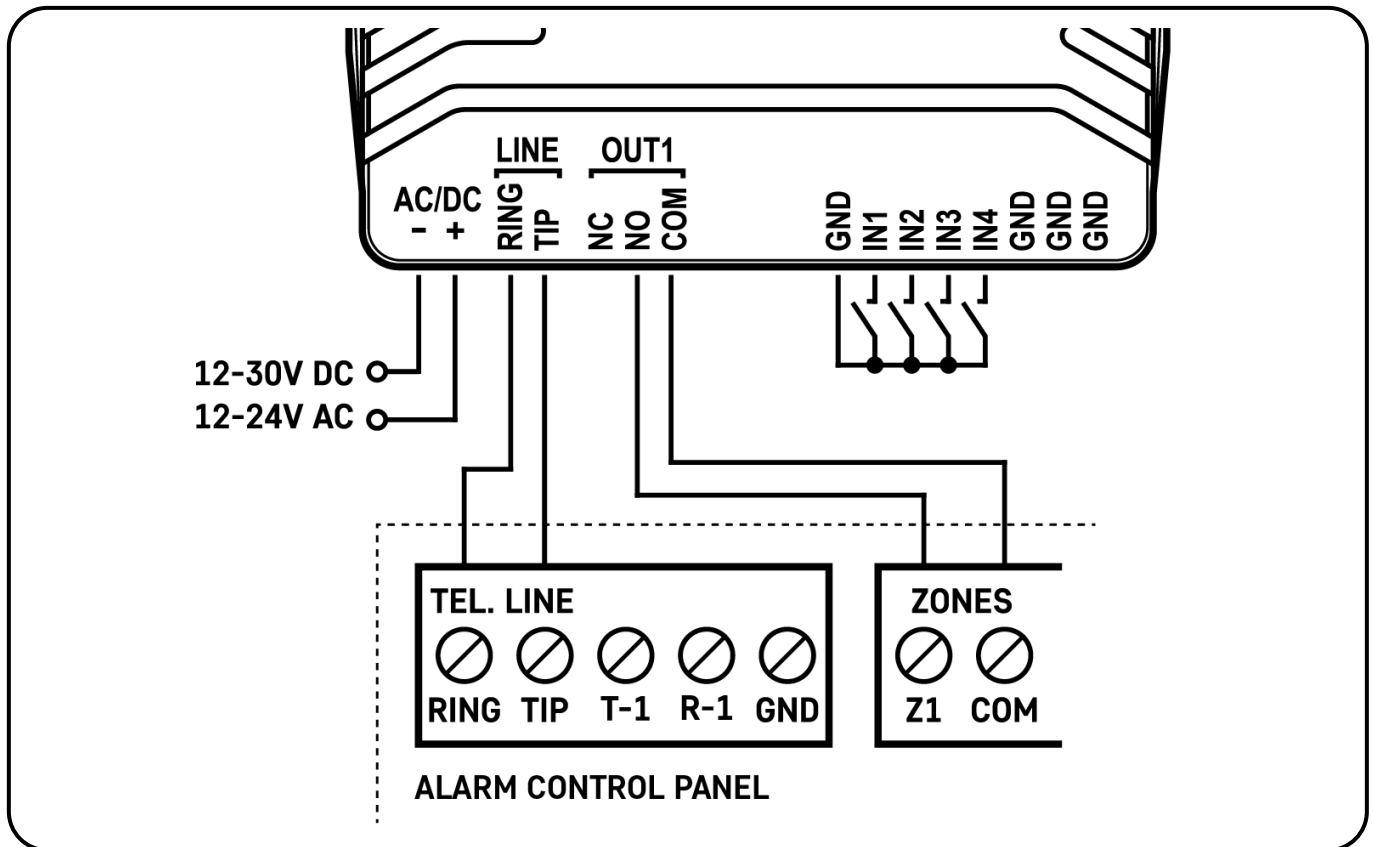 LINE OUT1
AC/DC
- +
RING
TIP
NC
NO
COM
GND
IN1
IN2
IN3
IN4
GND
GND
GND
12-30V DC
12-24V AC
TEL. LINE
RING TIP T-1 R-1 GND
ZONES
Z1 COM
ALARM CONTROL PANEL